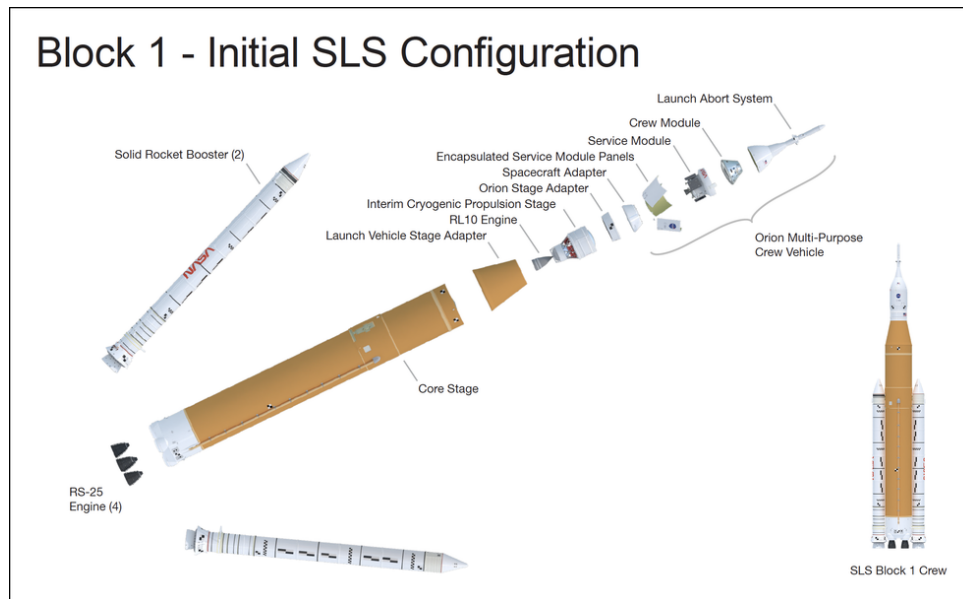 Block 1 - Initial SLS Configuration
Launch Abort System
Crew Module
Service Module
Encapsulated Service Module Panels
Spacecraft Adapter
Orion Stage Adapter
Interim Cryogenic Propulsion Stage
RL10 Engine
Launch Vehicle Stage Adapter
Solid Rocket Booster (2)
NASA
Orion Multi-Purpose
Crew Vehicle
Core Stage
RS-25
Engine (4)
SLS Block 1 Crew